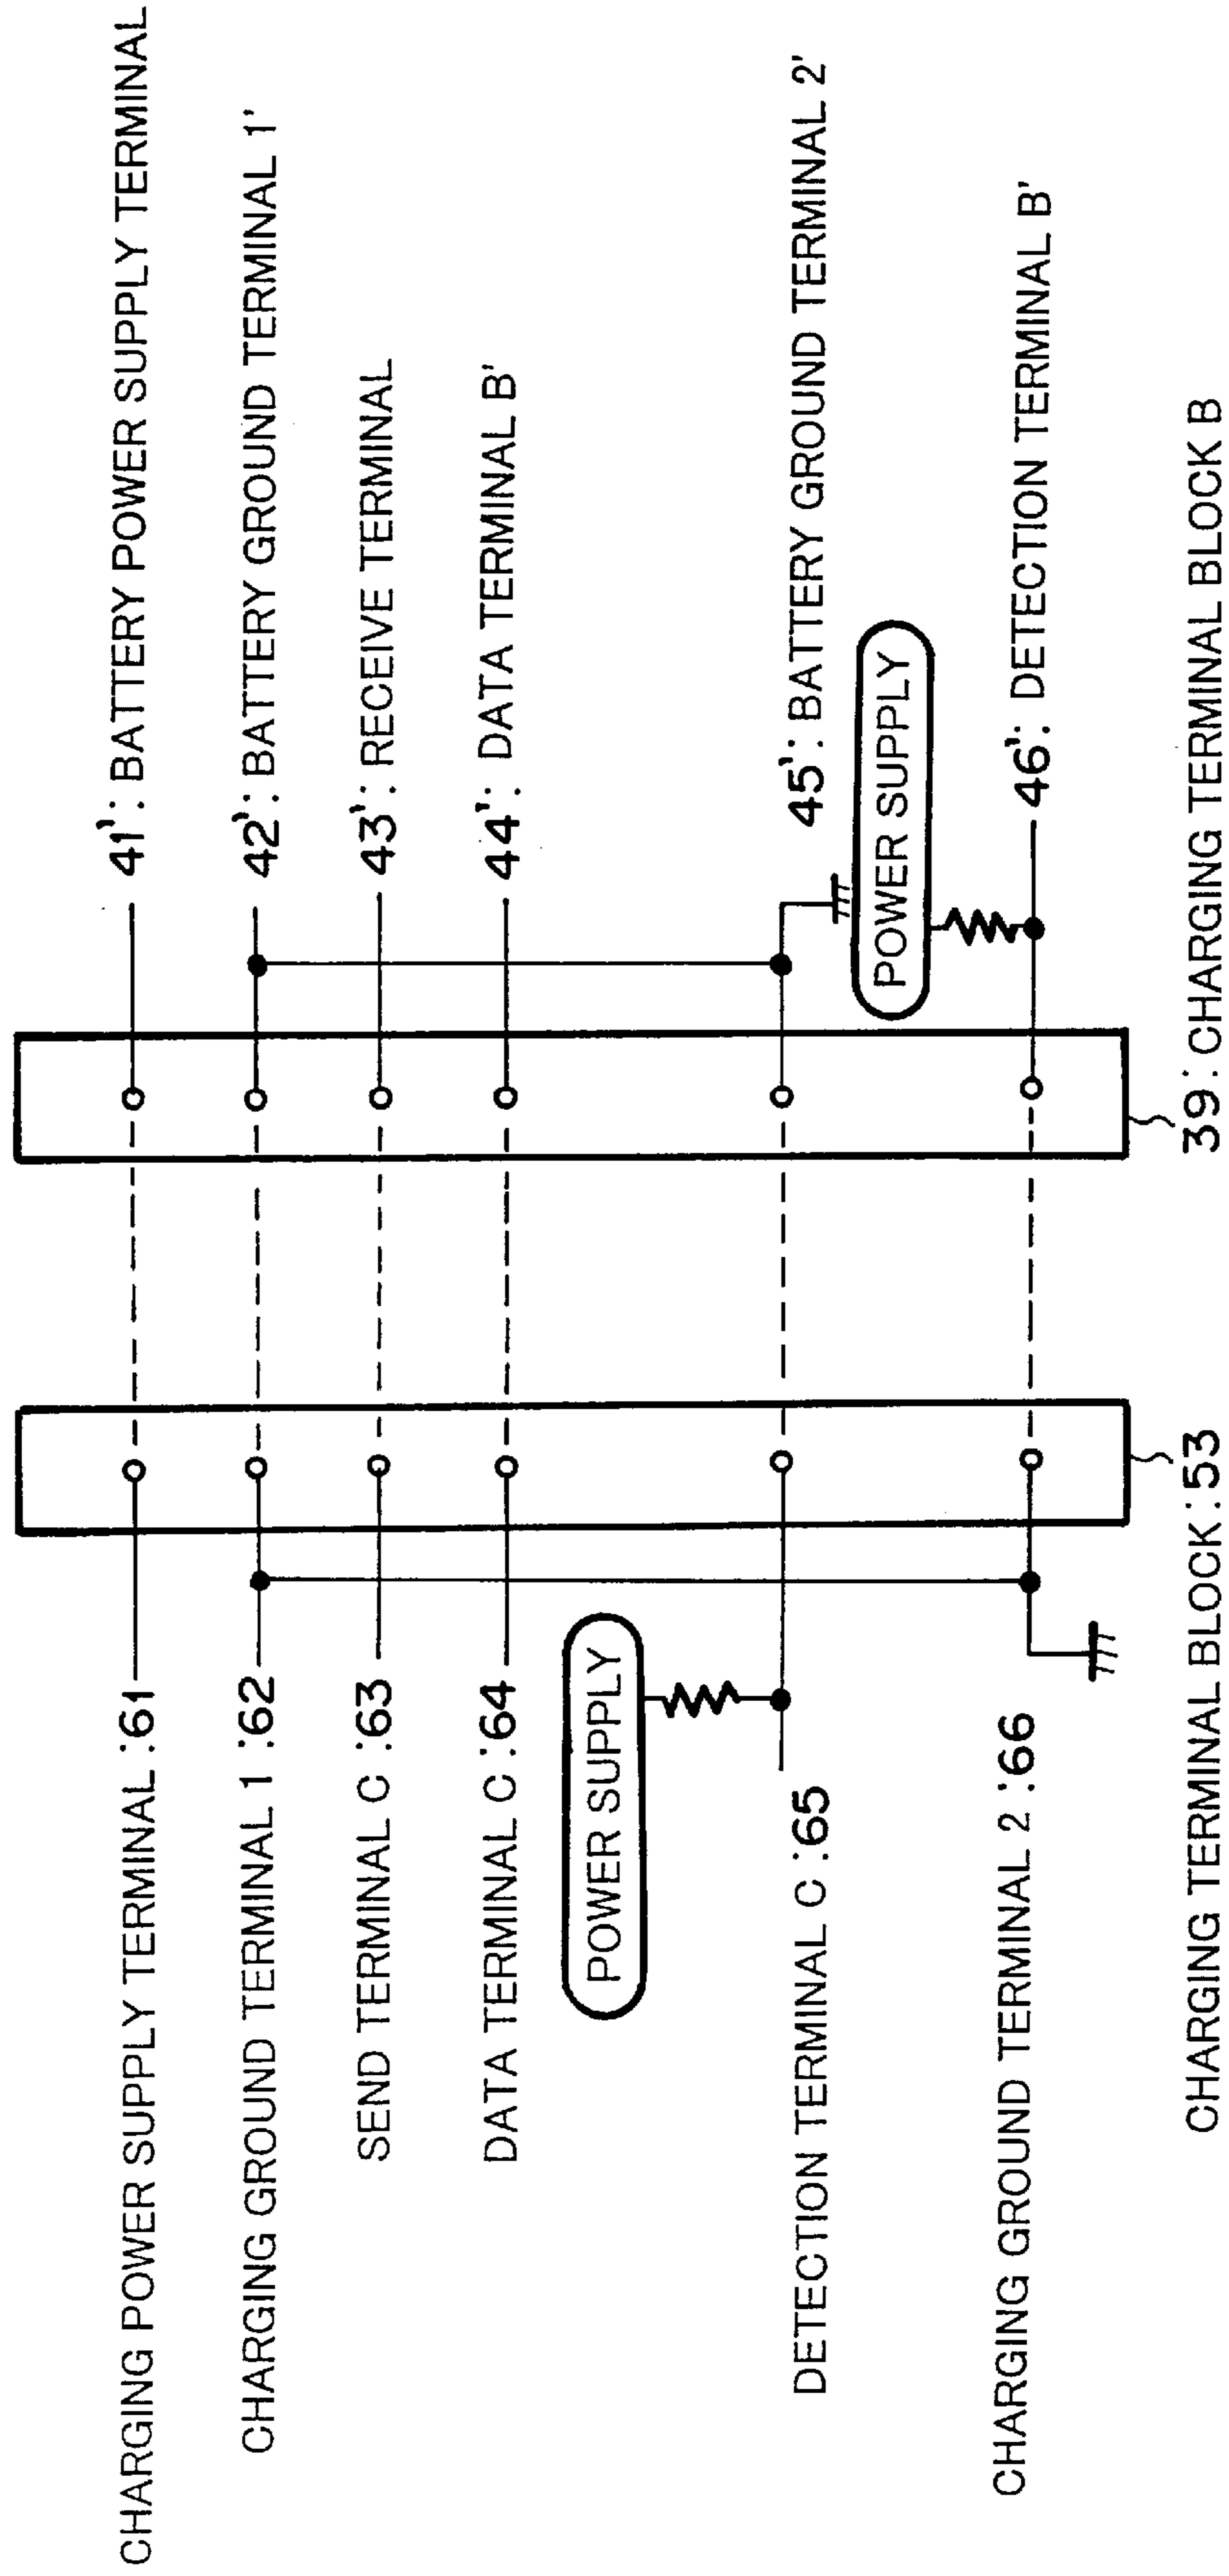 CHARGING POWER SUPPLY TERMINAL :61
41': BATTERY POWER SUPPLY TERMINAL
CHARGING GROUND TERMINAL 1 :62
42': BATTERY GROUND TERMINAL 1'
SEND TERMINAL C :63
43': RECEIVE TERMINAL
DATA TERMINAL C :64
44': DATA TERMINAL B'
POWER SUPPLY
DETECTION TERMINAL C :65
45': BATTERY GROUND TERMINAL 2'
POWER SUPPLY
CHARGING GROUND TERMINAL 2 :66
46': DETECTION TERMINAL B'
CHARGING TERMINAL BLOCK :53
39: CHARGING TERMINAL BLOCK B